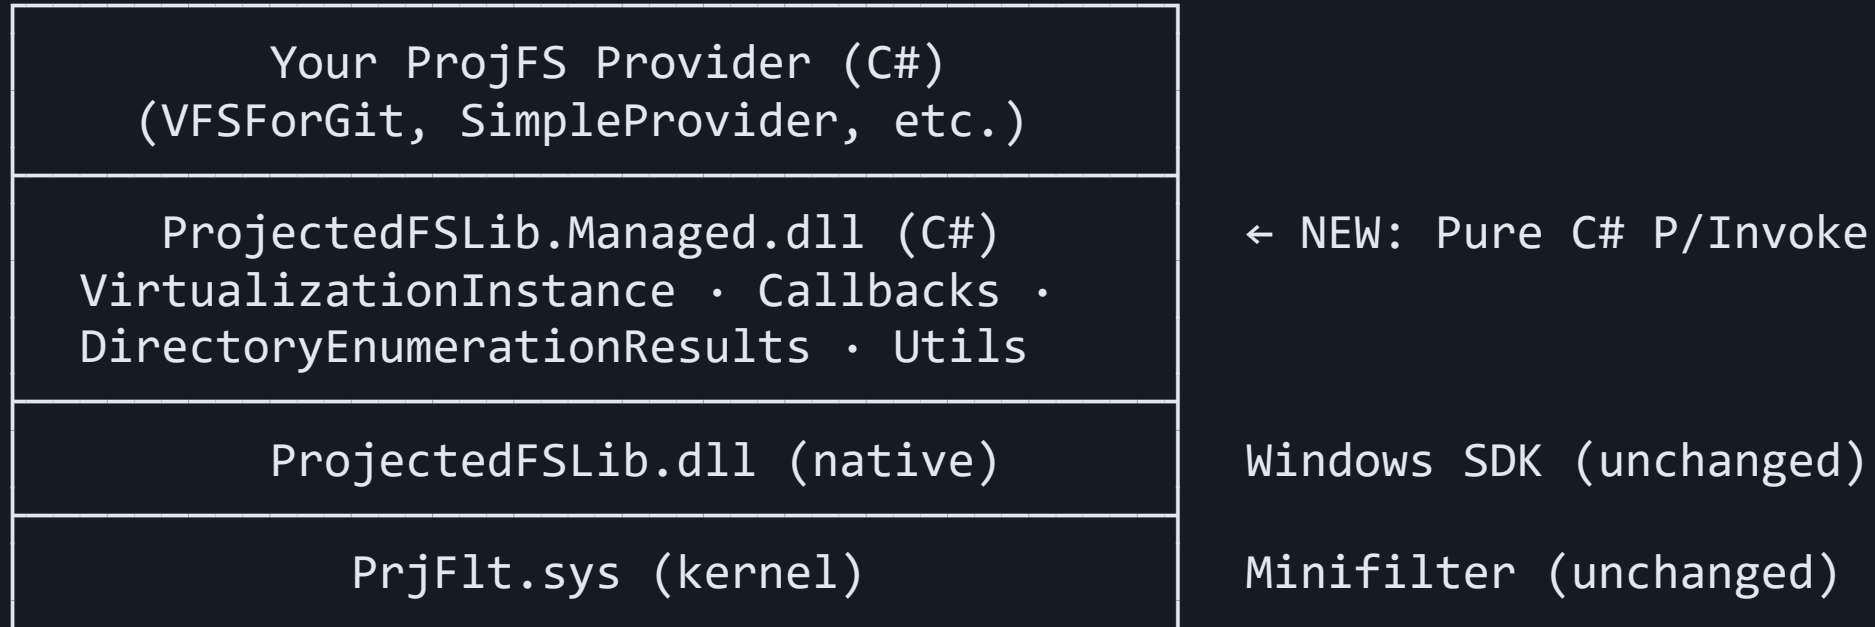 Your ProjFS Provider (C#)
(VFSForGit, SimpleProvider, etc.)
ProjectedFSLib.Managed.dll (C#) ← NEW: Pure C# P/Invoke
VirtualizationInstance · Callbacks ·
DirectoryEnumerationResults · Utils
ProjectedFSLib.dll (native) Windows SDK (unchanged)
PrjFlt.sys (kernel) Minifilter (unchanged)